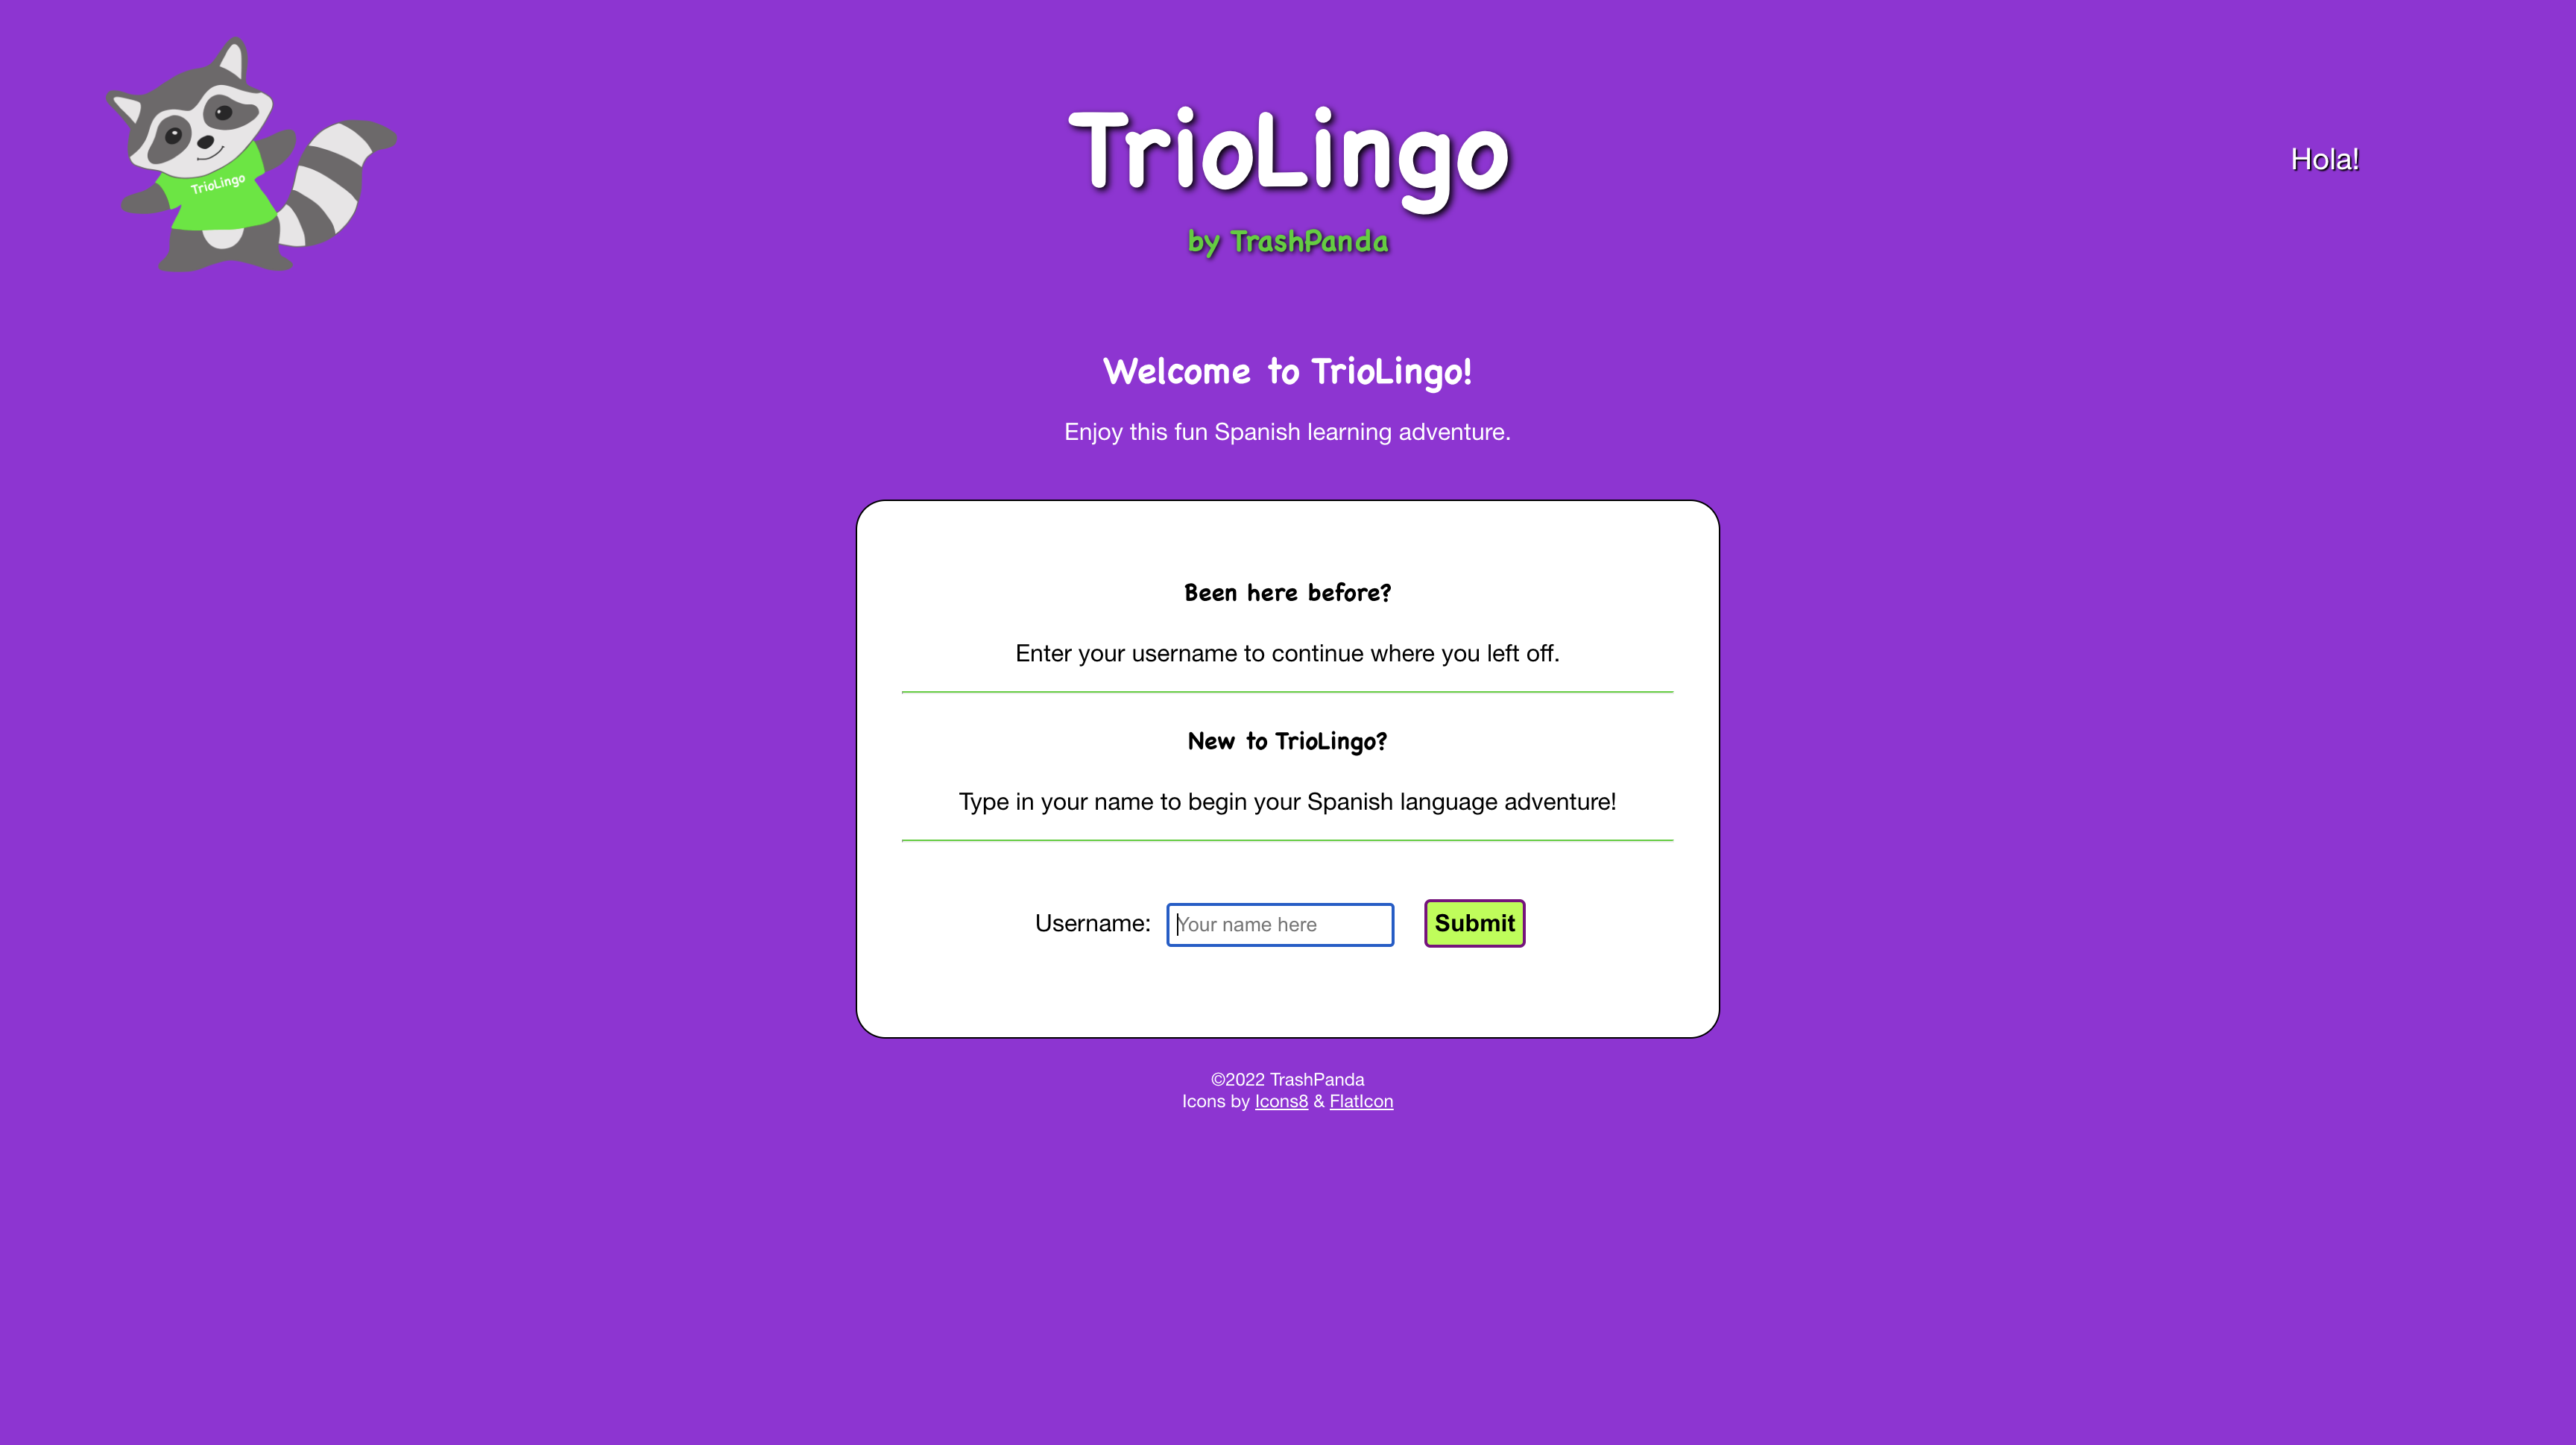 TrioLingo
TrioLingo
by TrashPanda
Hola!
Welcome to TrioLingo!
Enjoy this fun Spanish learning adventure.
Been here before?
Enter your username to continue where you left off.
New to TrioLingo?
Type in your name to begin your Spanish language adventure!
Username: Your name here Submit
©2022 TrashPanda
Icons by Icons8 & FlatIcon